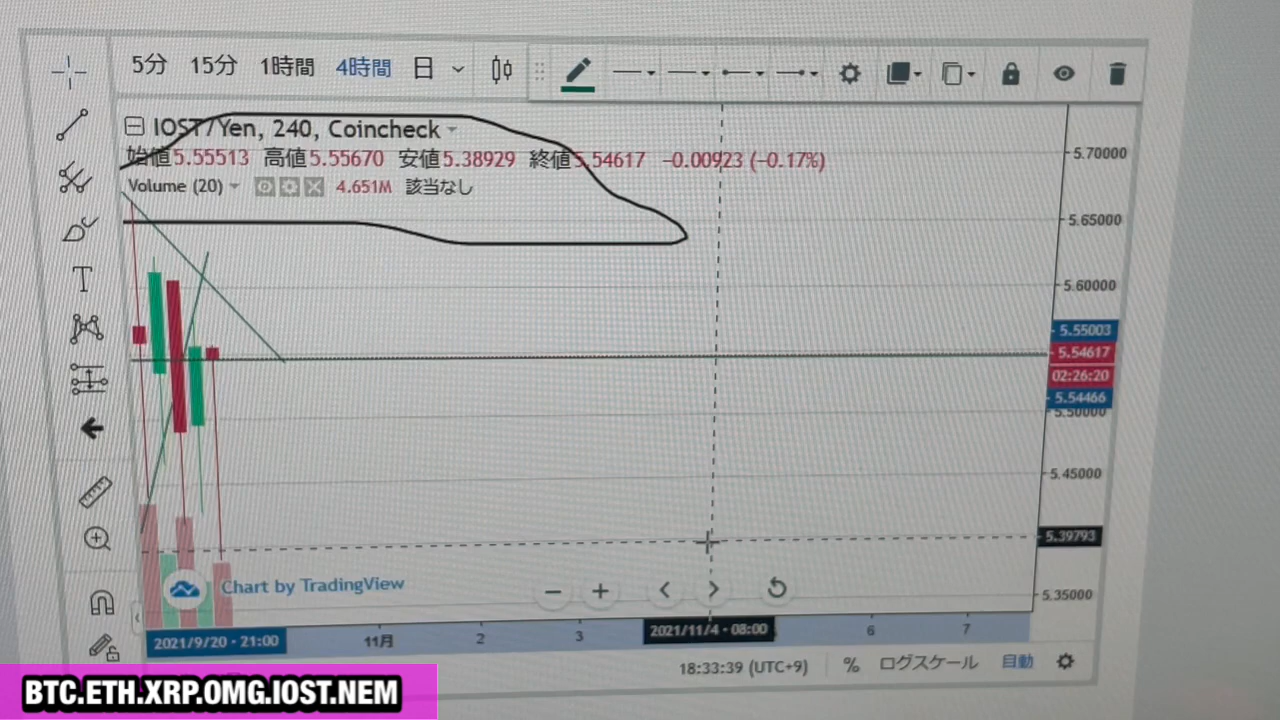 5分 15分 1時間 4時間 日
IOST/Yen, 240, Coincheck
始値5.55513 高値5.55670 安値5.38929 終値5.54617 −0.00923 (−0.17%)
Volume (20) 4.651M 該当なし
T
5.70000
5.65000
5.60000
5.55003
5.54617
02:26:20
5.54466
5.50000
5.45000
5.39793
5.35000
Chart by TradingView
2021/9/20 - 21:00 11月 2 3 2021/11/4 - 08:00 6 7
18:33:39 (UTC+9) % ログスケール 自動
BTC.ETH.XRP.OMG.IOST.NEM